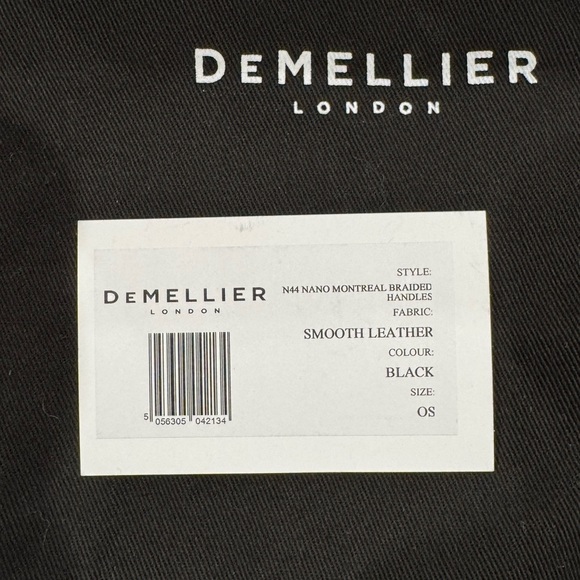 DEMELLIER
LONDON
DEMELLIER
LONDON
5 056305 042134
STYLE:
N44 NANO MONTREAL BRAIDED
HANDLES
FABRIC:
SMOOTH LEATHER
COLOUR:
BLACK
SIZE:
OS